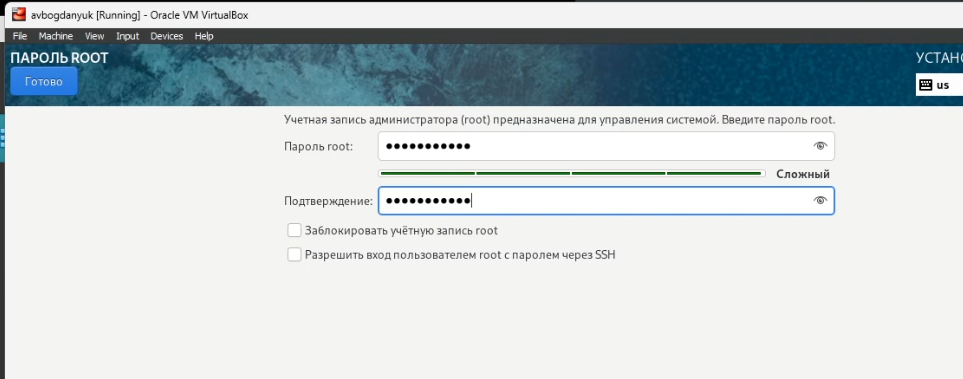 avbogdanyuk [Running] - Oracle VM VirtualBox
File Machine View Input Devices Help
ПАРОЛЬ ROOT
УСТАНО
Готово
us
Учетная запись администратора (root) предназначена для управления системой. Введите пароль root.
Пароль root: ●●●●●●●●●●●
Сложный
Подтверждение: ●●●●●●●●●●●
Заблокировать учётную запись root
Разрешить вход пользователем root с паролем через SSH